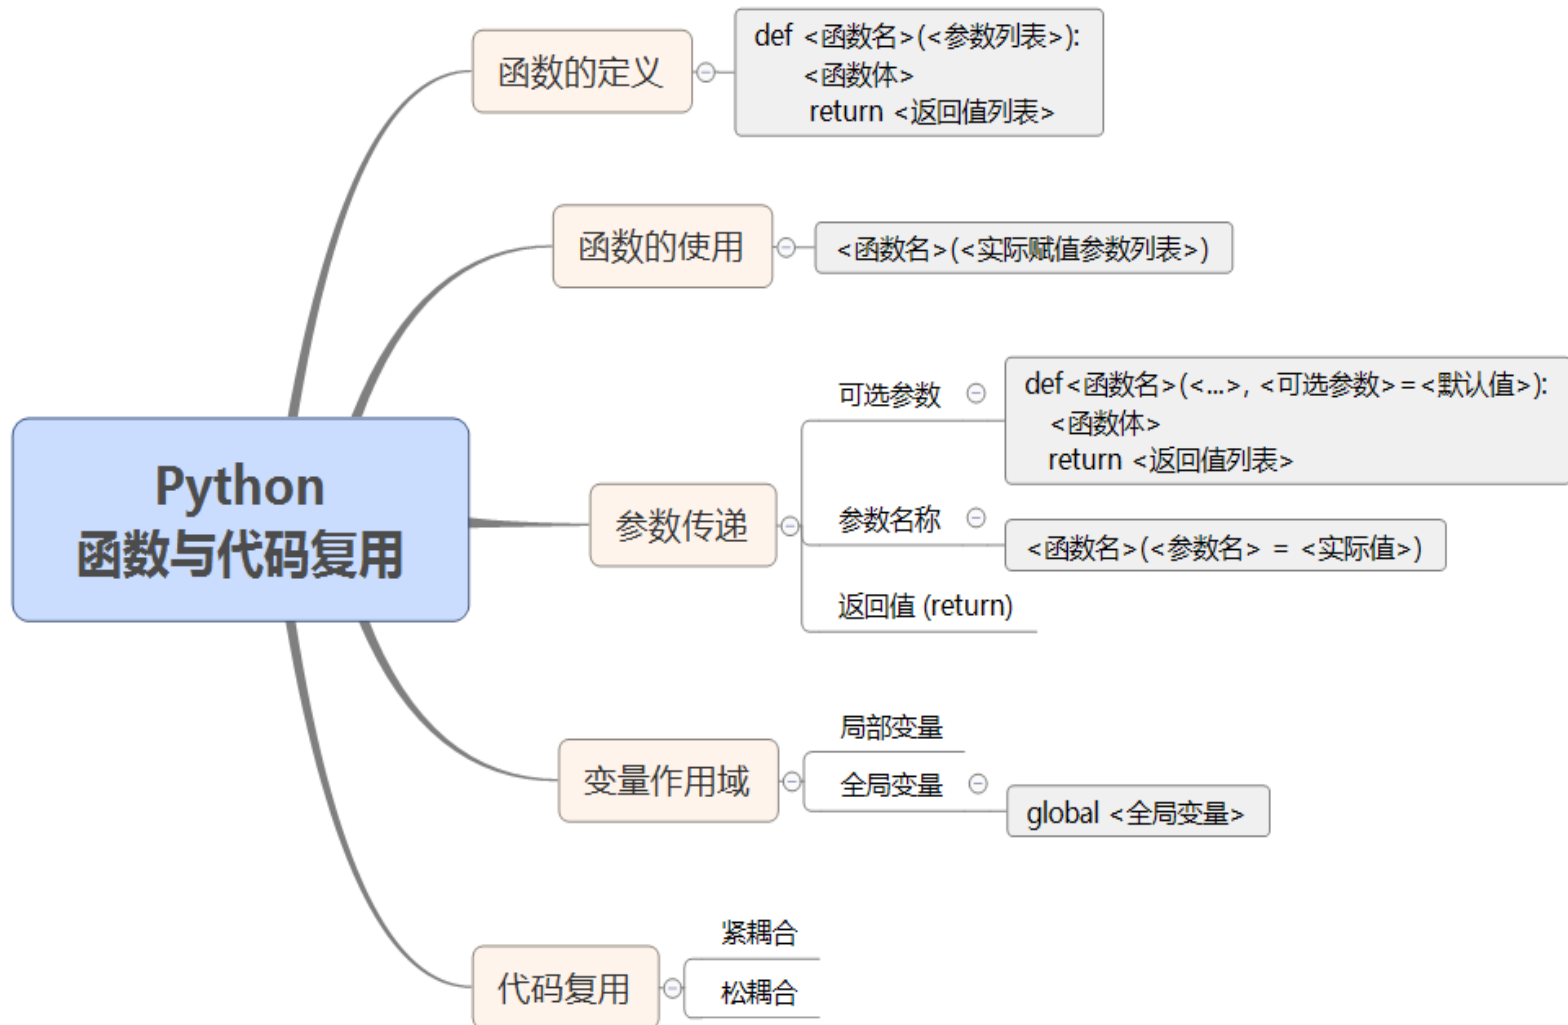 函数的定义
def <函数名>(<参数列表>):
<函数体>
return <返回值列表>
函数的使用
<函数名>(<实际赋值参数列表>)
Python
函数与代码复用
参数传递
可选参数
def<函数名>(<...>, <可选参数>=<默认值>):
<函数体>
return <返回值列表>
参数名称
<函数名>(<参数名> = <实际值>)
返回值 (return)
变量作用域
局部变量
全局变量
global <全局变量>
代码复用
紧耦合
松耦合